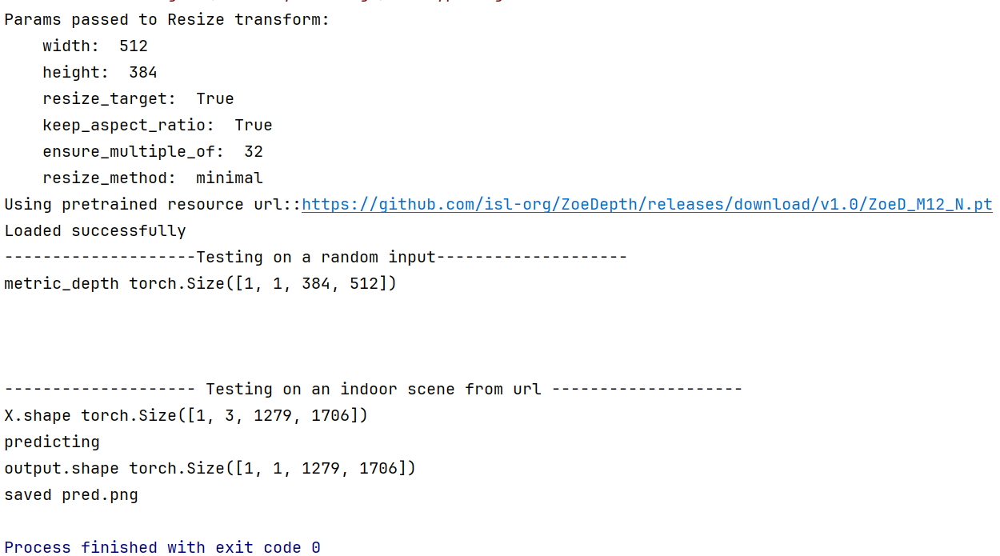 Params passed to Resize transform:
width:  512
height:  384
resize_target:  True
keep_aspect_ratio:  True
ensure_multiple_of:  32
resize_method:  minimal
Using pretrained resource url::https://github.com/isl-org/ZoeDepth/releases/download/v1.0/ZoeD_M12_N.pt
Loaded successfully
--------------------Testing on a random input--------------------
metric_depth torch.Size([1, 1, 384, 512])
-------------------- Testing on an indoor scene from url --------------------
X.shape torch.Size([1, 3, 1279, 1706])
predicting
output.shape torch.Size([1, 1, 1279, 1706])
saved pred.png
Process finished with exit code 0